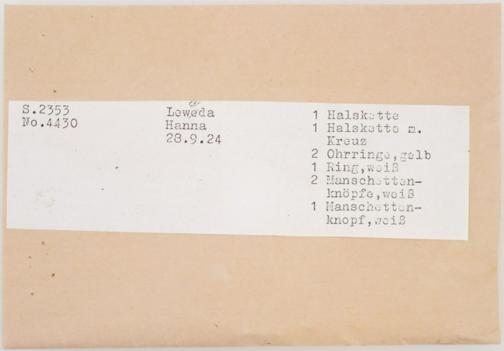 S.2353
No.4430
Leweda
Hanna
28.9.24
1 Halskette
1 Halskette m.
Kreuz
2 Ohrringe,gelb
1 Ring,weiß
2 Manschetten-
knöpfe,weiß
1 Manschetten-
knopf,weiß